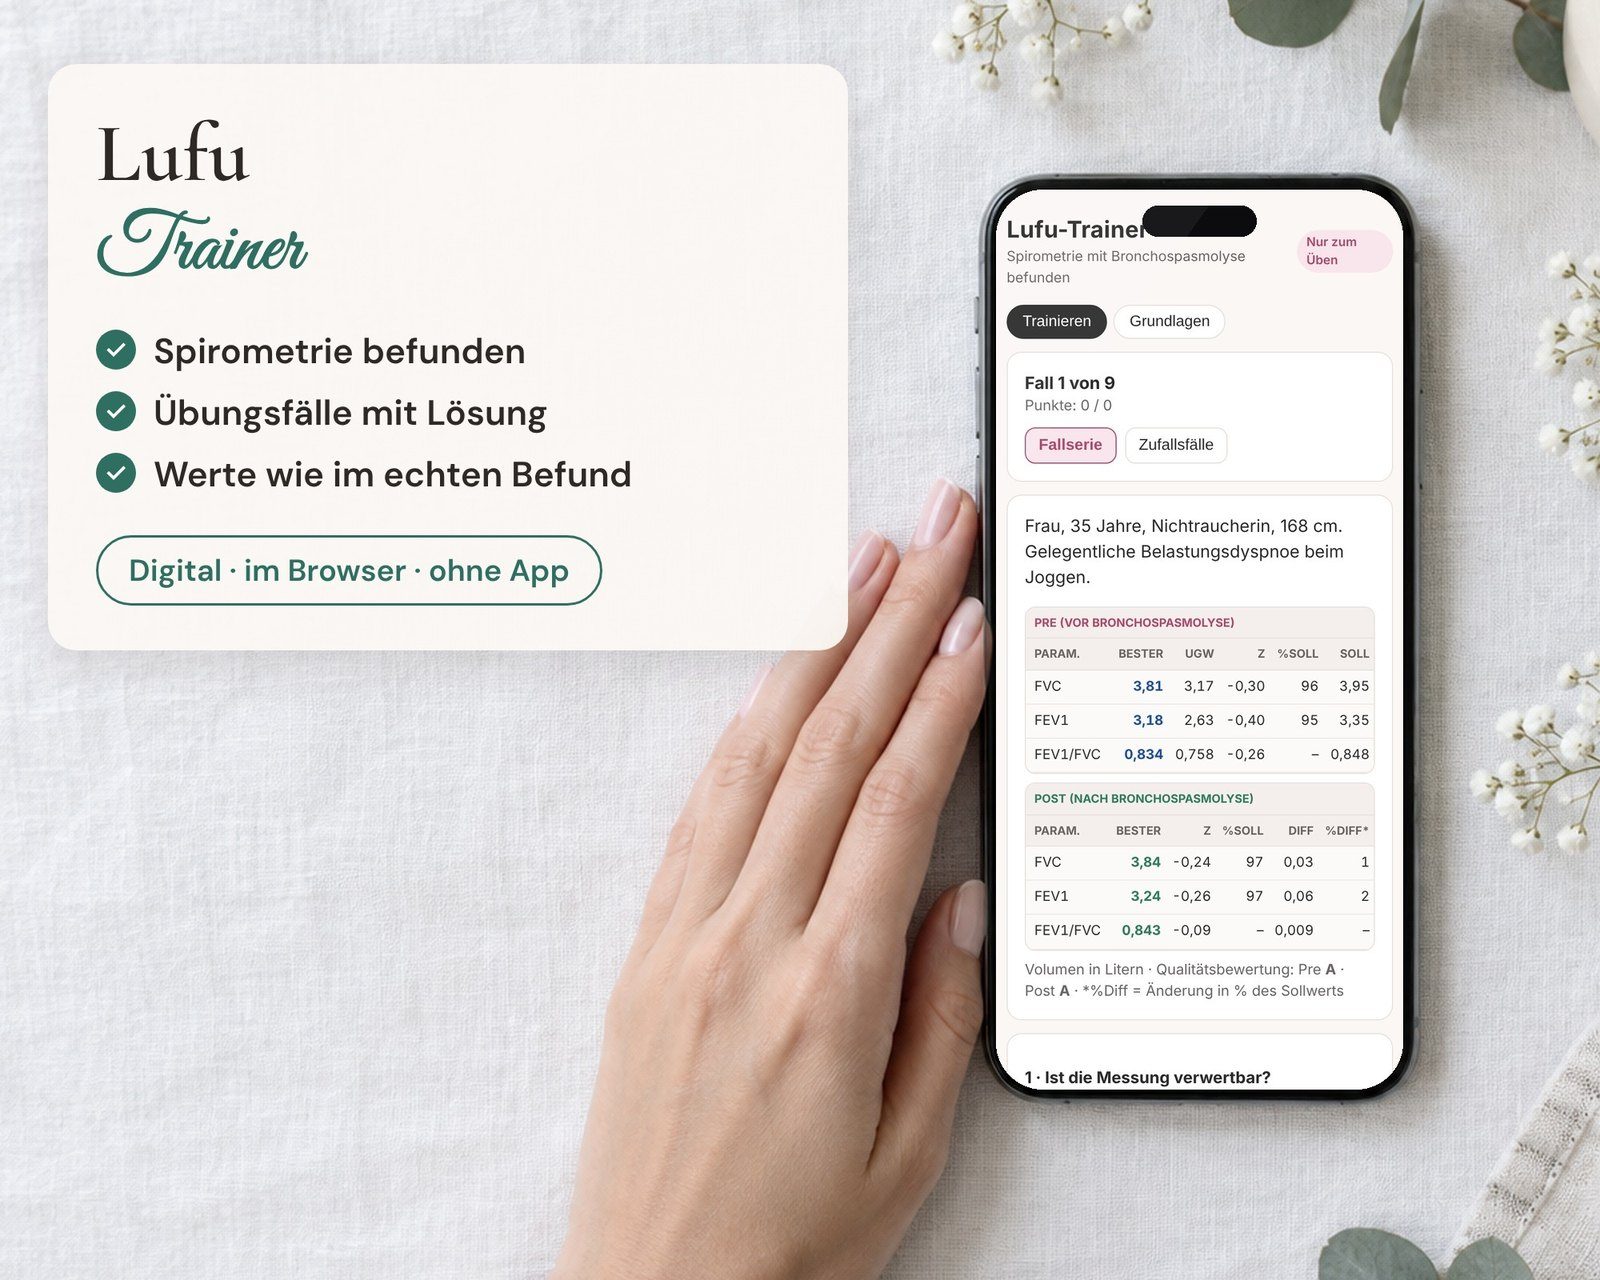 Lufu
Trainer
Spirometrie befunden
Übungsfälle mit Lösung
Werte wie im echten Befund
Digital · im Browser · ohne App
Lufu-Trainer
Spirometrie mit Bronchospasmolyse
befunden
Nur zum
Üben
Trainieren Grundlagen
Fall 1 von 9
Punkte: 0 / 0
Fallserie Zufallsfälle
Frau, 35 Jahre, Nichtraucherin, 168 cm.
Gelegentliche Belastungsdyspnoe beim
Joggen.
PRE (VOR BRONCHOSPASMOLYSE)
PARAM. BESTER UGW Z %SOLL SOLL
FVC 3,81 3,17 -0,30 96 3,95
FEV1 3,18 2,63 -0,40 95 3,35
FEV1/FVC 0,834 0,758 -0,26 – 0,848
POST (NACH BRONCHOSPASMOLYSE)
PARAM. BESTER Z %SOLL DIFF %DIFF*
FVC 3,84 -0,24 97 0,03 1
FEV1 3,24 -0,26 97 0,06 2
FEV1/FVC 0,843 -0,09 – 0,009 –
Volumen in Litern · Qualitätsbewertung: Pre A ·
Post A · *%Diff = Änderung in % des Sollwerts
1 · Ist die Messung verwertbar?